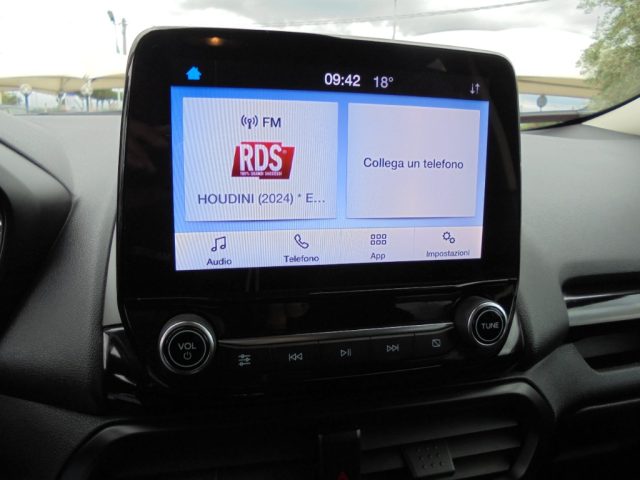 09:42 18°
FM
RDS
100% GRANDI SUCCESSI
HOUDINI (2024) * E...
Collega un telefono
Audio
Telefono
App
Impostazioni
VOL
TUNE